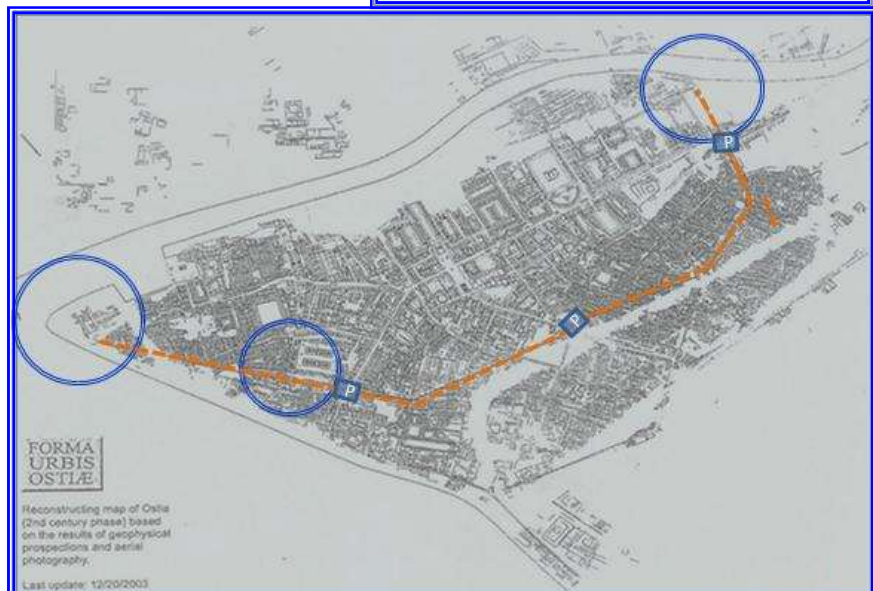 P
P
P
FORMA
URBIS
OSTIÆ
Reconstructing map of Ostia
(2nd century phase) based
on the results of geophysical
prospections and aerial
photography.
Last update: 12/20/2003